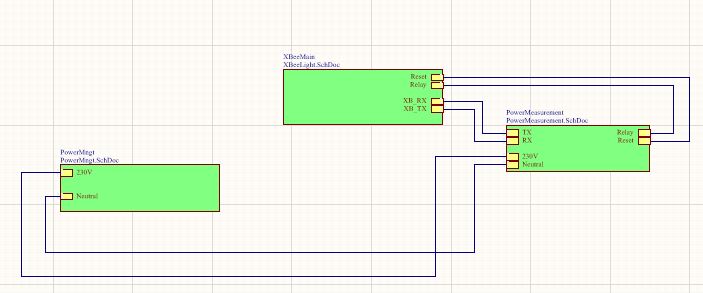 XBeeMain
XBeeLight.SchDoc
Reset
Relay
XB_RX
XB_TX
PowerMeasurement
PowerMeasurement.SchDoc
TX
RX
230V
Neutral
Relay
Reset
PowerMngt
PowerMngt.SchDoc
230V
Neutral